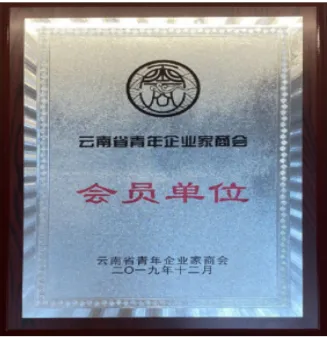 云南省青年企业家商会
会员单位
云南省青年企业家商会
二〇一九年十二月